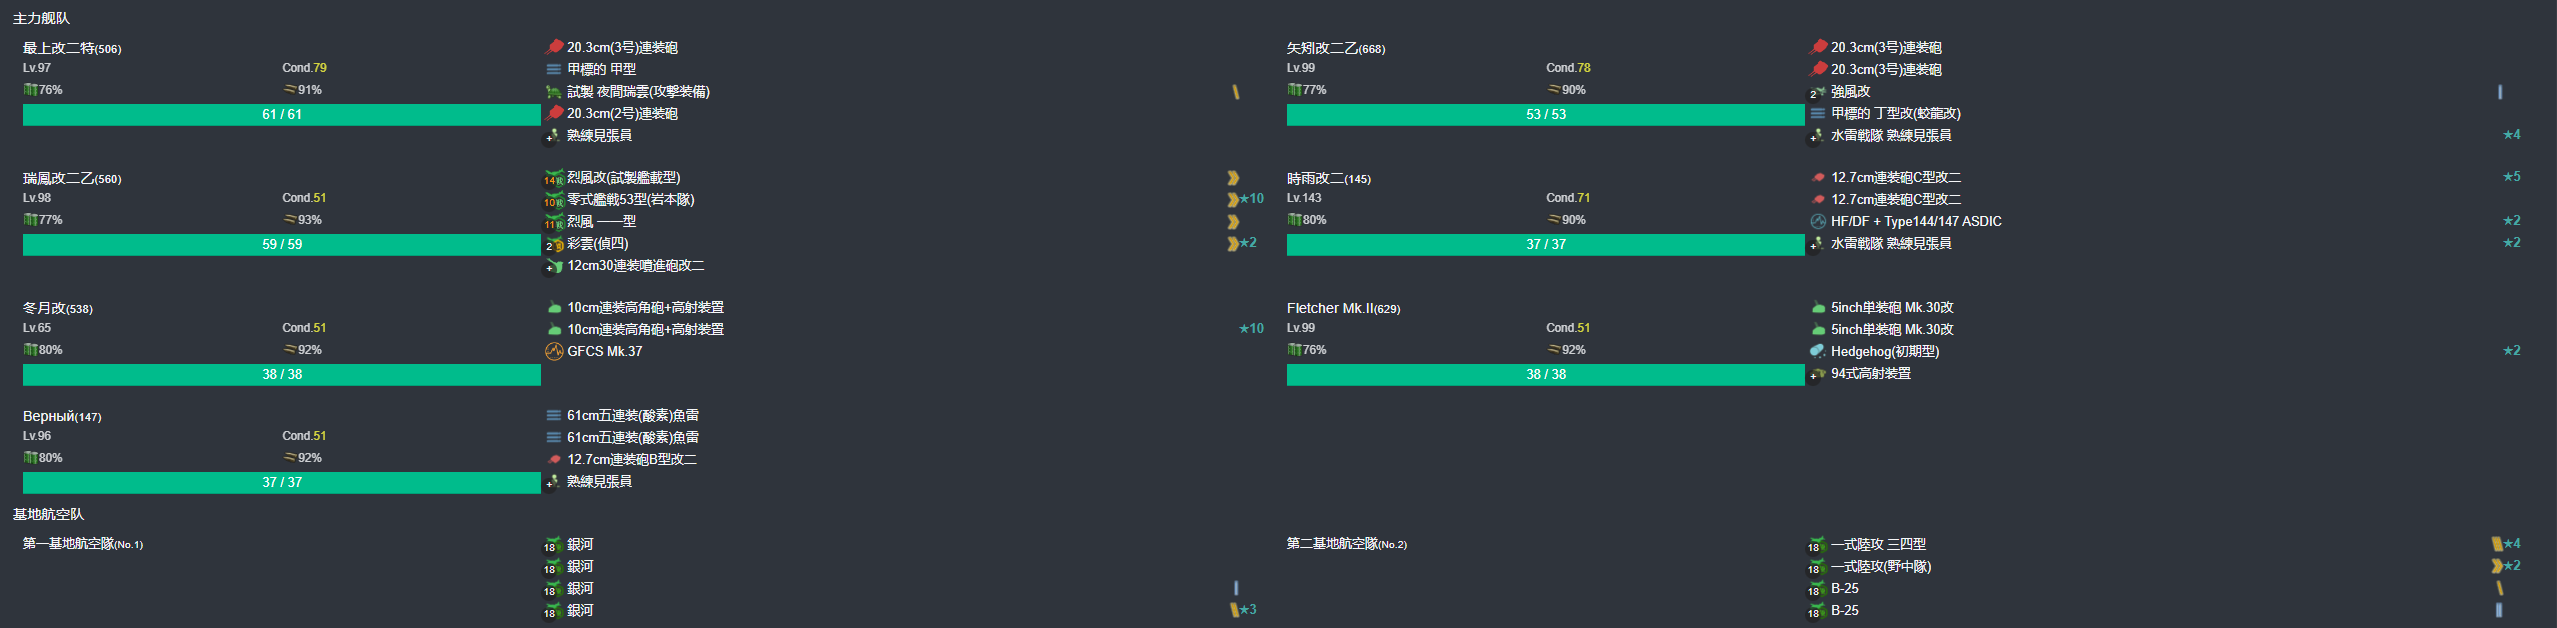 主力舰队
最上改二特(506)
Lv.97 Cond.79
76% 91%
61 / 61
20.3cm(3号)連装砲
甲標的 甲型
試製 夜間瑞雲(攻撃装備)
20.3cm(2号)連装砲
+ 熟練見張員
矢矧改二乙(668)
Lv.99 Cond.78
77% 90%
53 / 53
20.3cm(3号)連装砲
20.3cm(3号)連装砲
2 強風改
甲標的 丁型改(蛟龍改)
+ 水雷戦隊 熟練見張員 ★4
瑞鳳改二乙(560)
Lv.98 Cond.51
77% 93%
59 / 59
14 烈風改(試製艦載型)
10 零式艦戦53型(岩本隊) ★10
11 烈風 一一型
2 彩雲(偵四) ★2
+ 12cm30連装噴進砲改二
時雨改二(145)
Lv.143 Cond.71
80% 90%
37 / 37
12.7cm連装砲C型改二 ★5
12.7cm連装砲C型改二
HF/DF + Type144/147 ASDIC ★2
+ 水雷戦隊 熟練見張員 ★2
冬月改(538)
Lv.65 Cond.51
80% 92%
38 / 38
10cm連装高角砲+高射装置
10cm連装高角砲+高射装置 ★10
GFCS Mk.37
Fletcher Mk.II(629)
Lv.99 Cond.51
76% 92%
38 / 38
5inch単装砲 Mk.30改
5inch単装砲 Mk.30改
Hedgehog(初期型) ★2
+ 94式高射装置
Верный(147)
Lv.96 Cond.51
80% 92%
37 / 37
61cm五連装(酸素)魚雷
61cm五連装(酸素)魚雷
12.7cm連装砲B型改二
+ 熟練見張員
基地航空队
第一基地航空隊(No.1)
18 銀河
18 銀河
18 銀河
18 銀河 ★3
第二基地航空隊(No.2)
18 一式陸攻 三四型 ★4
18 一式陸攻(野中隊) ★2
18 B-25
18 B-25